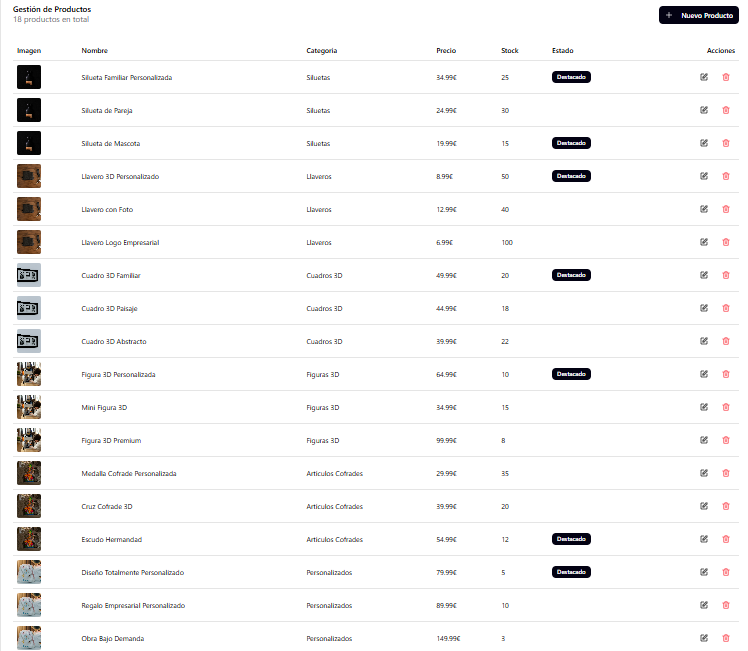 Gestión de Productos
18 productos en total
+ Nuevo Producto
Imagen Nombre Categoría Precio Stock Estado Acciones
Silueta Familiar Personalizada Siluetas 34.99€ 25 Destacado
Silueta de Pareja Siluetas 24.99€ 30
Silueta de Mascota Siluetas 19.99€ 15 Destacado
Llavero 3D Personalizado Llaveros 8.99€ 50 Destacado
Llavero con Foto Llaveros 12.99€ 40
Llavero Logo Empresarial Llaveros 6.99€ 100
Cuadro 3D Familiar Cuadros 3D 49.99€ 20 Destacado
Cuadro 3D Paisaje Cuadros 3D 44.99€ 18
Cuadro 3D Abstracto Cuadros 3D 39.99€ 22
Figura 3D Personalizada Figuras 3D 64.99€ 10 Destacado
Mini Figura 3D Figuras 3D 34.99€ 15
Figura 3D Premium Figuras 3D 99.99€ 8
Medalla Cofrade Personalizada Artículos Cofrades 29.99€ 35
Cruz Cofrade 3D Artículos Cofrades 39.99€ 20
Escudo Hermandad Artículos Cofrades 54.99€ 12 Destacado
Diseño Totalmente Personalizado Personalizados 79.99€ 5 Destacado
Regalo Empresarial Personalizado Personalizados 89.99€ 10
Obra Bajo Demanda Personalizados 149.99€ 3